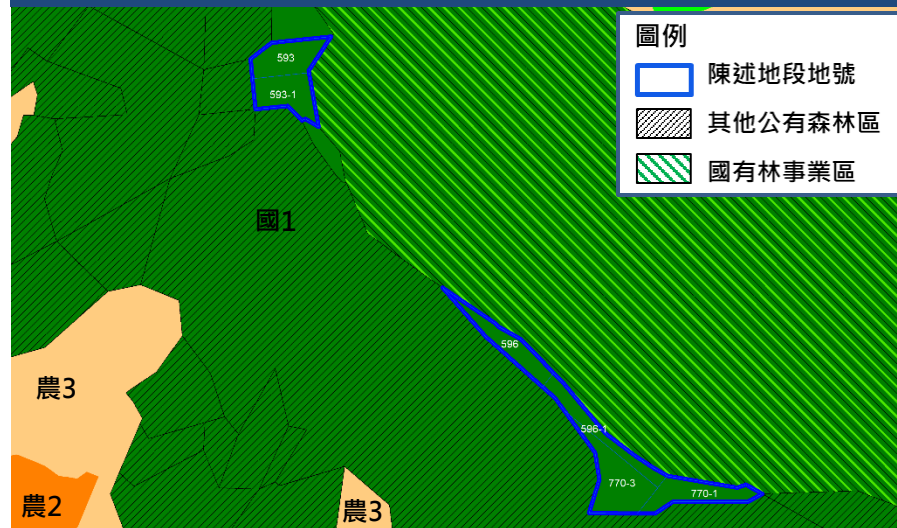 圖例
陳述地段地號
其他公有森林區
國有林事業區
593
593-1
國1
596
農3
596-1
770-3
770-1
農2
農3